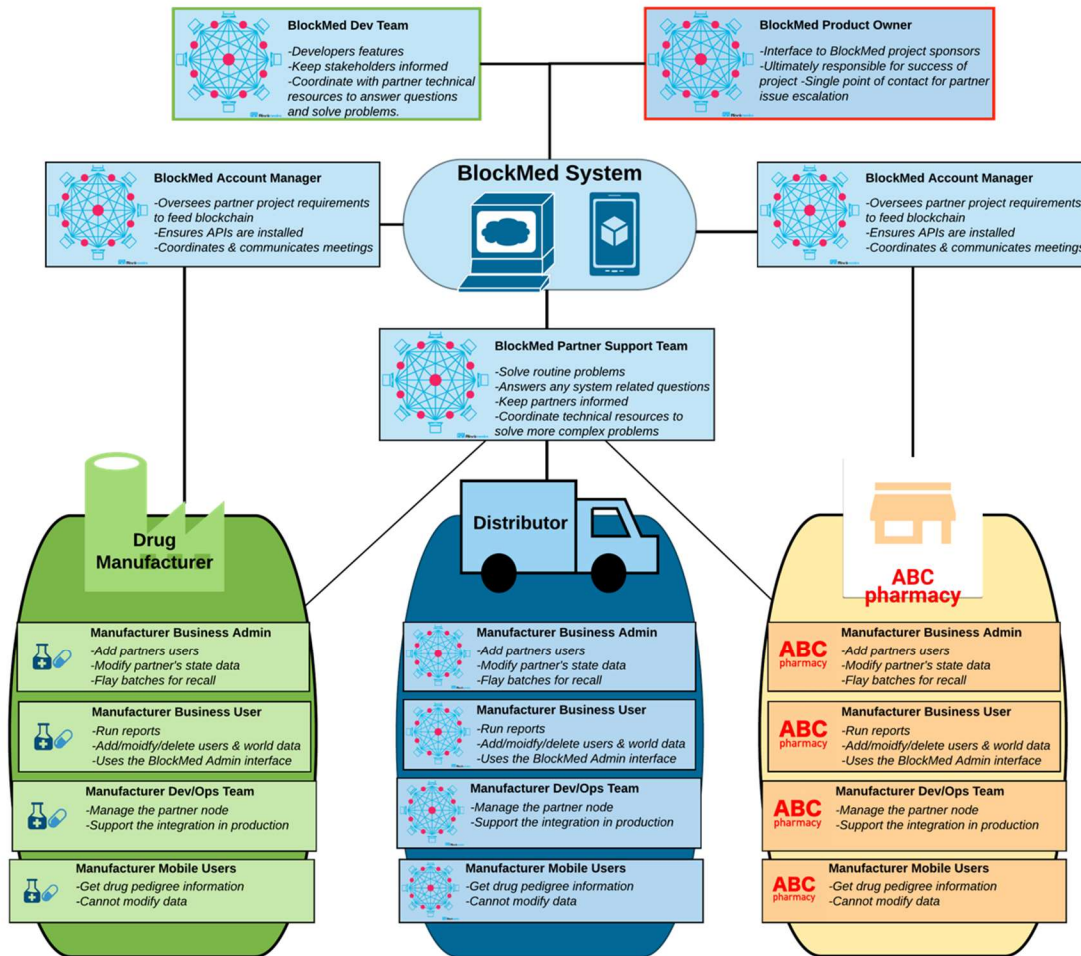 BlockMed Dev Team
-Developers features
-Keep stakeholders informed
-Coordinate with partner technical
resources to answer questions
and solve problems.
BlockMed Product Owner
-Interface to BlockMed project sponsors
-Ultimately responsible for success of
project -Single point of contact for partner
issue escalation
BlockMed Account Manager
-Oversees partner project requirements
to feed blockchain
-Ensures APIs are installed
-Coordinates & communicates meetings
BlockMed System
BlockMed Account Manager
-Oversees partner project requirements
to feed blockchain
-Ensures APIs are installed
-Coordinates & communicates meetings
BlockMed Partner Support Team
-Solve routine problems
-Answers any system related questions
-Keep partners informed
-Coordinate technical resources to
solve more complex problems
Drug
Manufacturer
Manufacturer Business Admin
-Add partners users
-Modify partner's state data
-Flay batches for recall
Manufacturer Business User
-Run reports
-Add/moidfy/delete users & world data
-Uses the BlockMed Admin interface
Manufacturer Dev/Ops Team
-Manage the partner node
-Support the integration in production
Manufacturer Mobile Users
-Get drug pedigree information
-Cannot modify data
Distributor
Manufacturer Business Admin
-Add partners users
-Modify partner's state data
-Flay batches for recall
Manufacturer Business User
-Run reports
-Add/moidfy/delete users & world data
-Uses the BlockMed Admin interface
Manufacturer Dev/Ops Team
-Manage the partner node
-Support the integration in production
Manufacturer Mobile Users
-Get drug pedigree information
-Cannot modify data
ABC
pharmacy
ABC
pharmacy
Manufacturer Business Admin
-Add partners users
-Modify partner's state data
-Flay batches for recall
ABC
pharmacy
Manufacturer Business User
-Run reports
-Add/moidfy/delete users & world data
-Uses the BlockMed Admin interface
ABC
pharmacy
Manufacturer Dev/Ops Team
-Manage the partner node
-Support the integration in production
ABC
pharmacy
Manufacturer Mobile Users
-Get drug pedigree information
-Cannot modify data